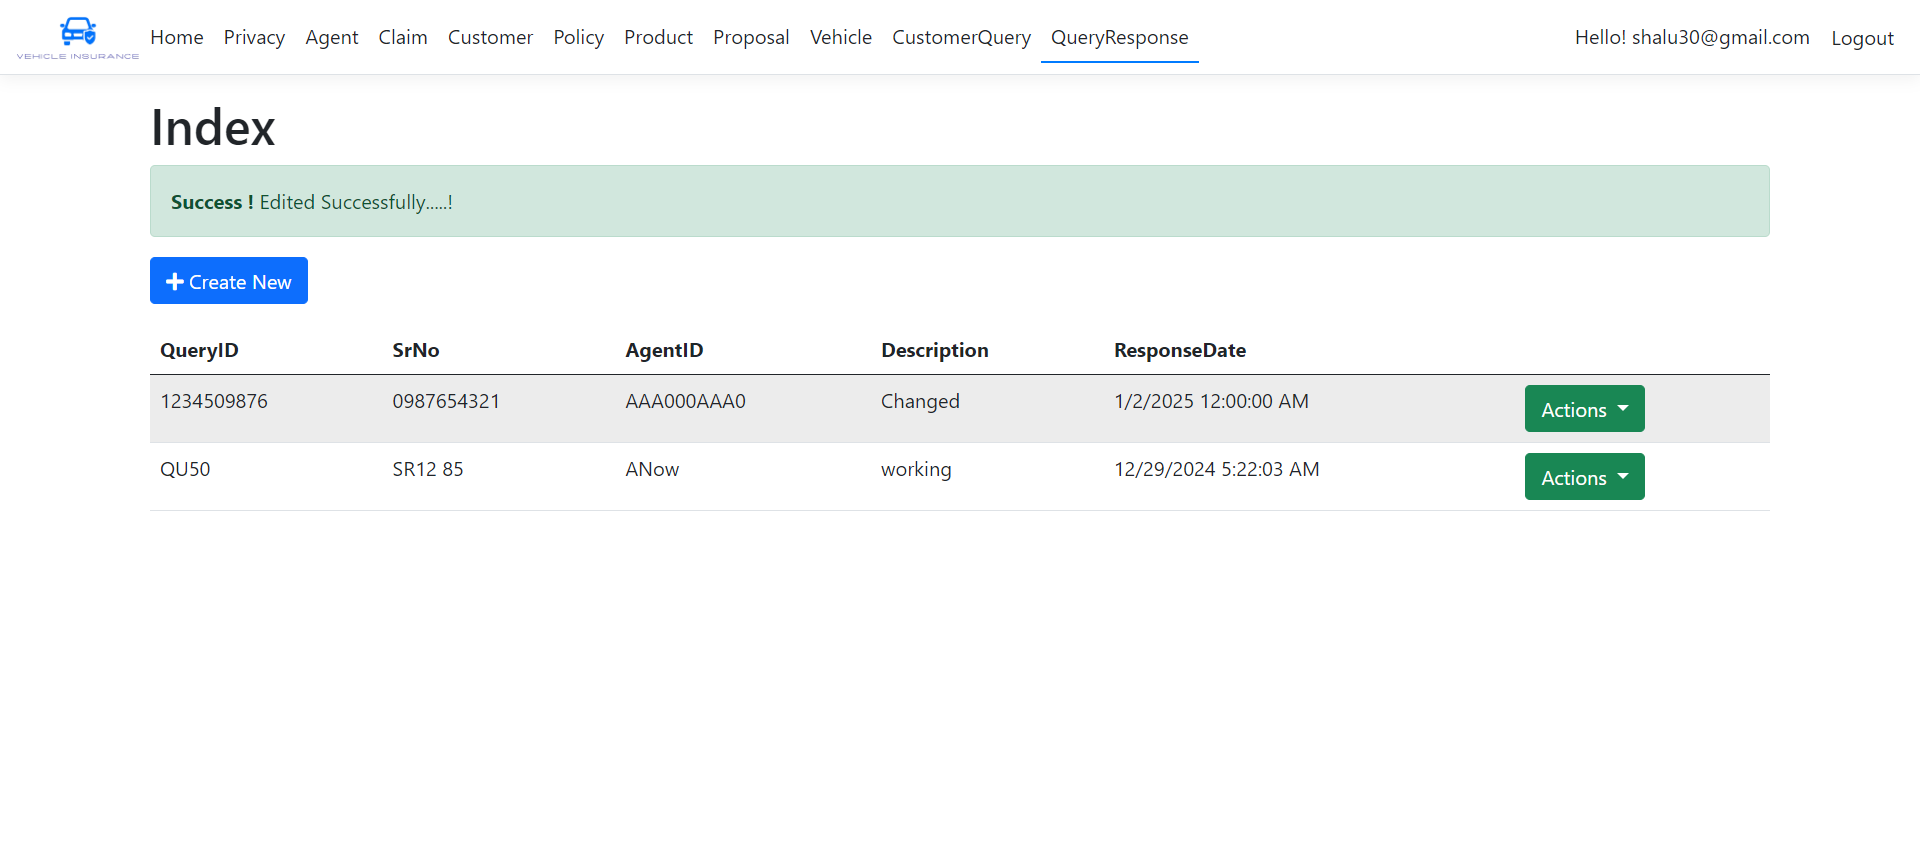 VEHICLE INSURANCE
Home Privacy Agent Claim Customer Policy Product Proposal Vehicle CustomerQuery QueryResponse Hello! shalu30@gmail.com Logout
Index
Success ! Edited Successfully.....!
Create New
QueryID SrNo AgentID Description ResponseDate
1234509876 0987654321 AAA000AAA0 Changed 1/2/2025 12:00:00 AM Actions
QU50 SR12 85 ANow working 12/29/2024 5:22:03 AM Actions